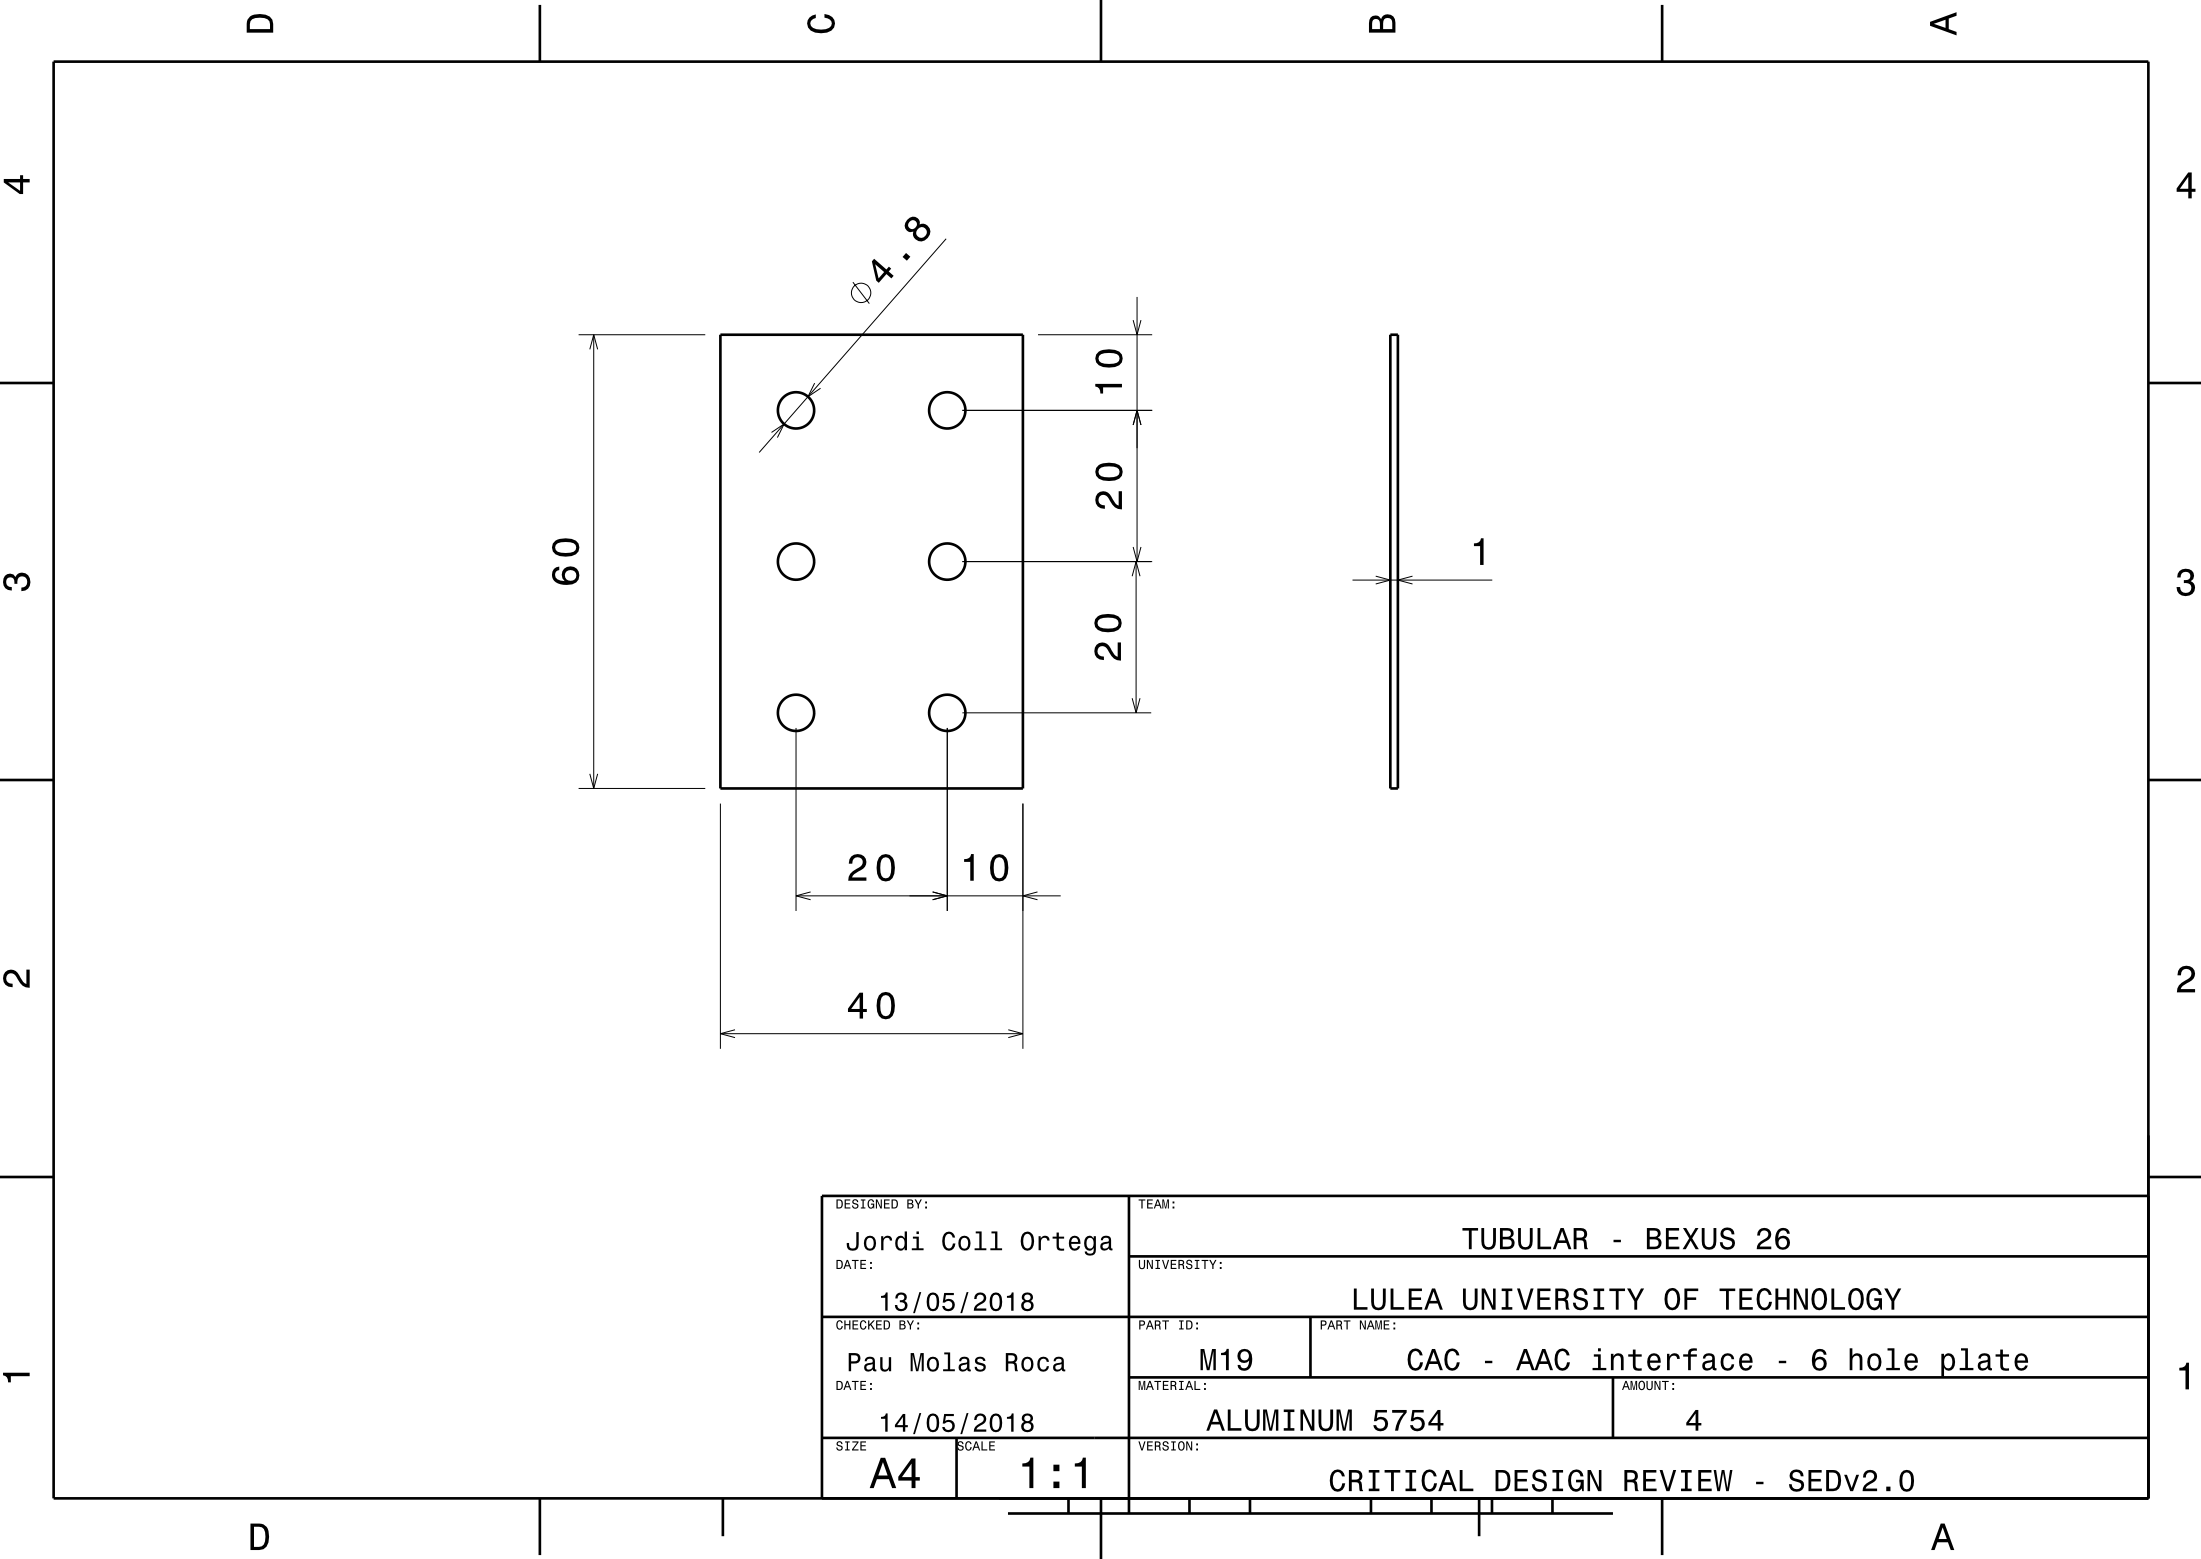 D C B A
4 4
⌀4.8
10
20
60
1
3 3
20
20 10
2 2
40
DESIGNED BY:
Jordi Coll Ortega
DATE:
13/05/2018
CHECKED BY:
Pau Molas Roca
DATE:
14/05/2018
SIZE
A4
SCALE
1:1
TEAM:
TUBULAR - BEXUS 26
UNIVERSITY:
LULEA UNIVERSITY OF TECHNOLOGY
PART ID:
M19
PART NAME:
CAC - AAC interface - 6 hole plate
MATERIAL:
ALUMINUM 5754
AMOUNT:
4
VERSION:
CRITICAL DESIGN REVIEW - SEDv2.0
1 1
D A